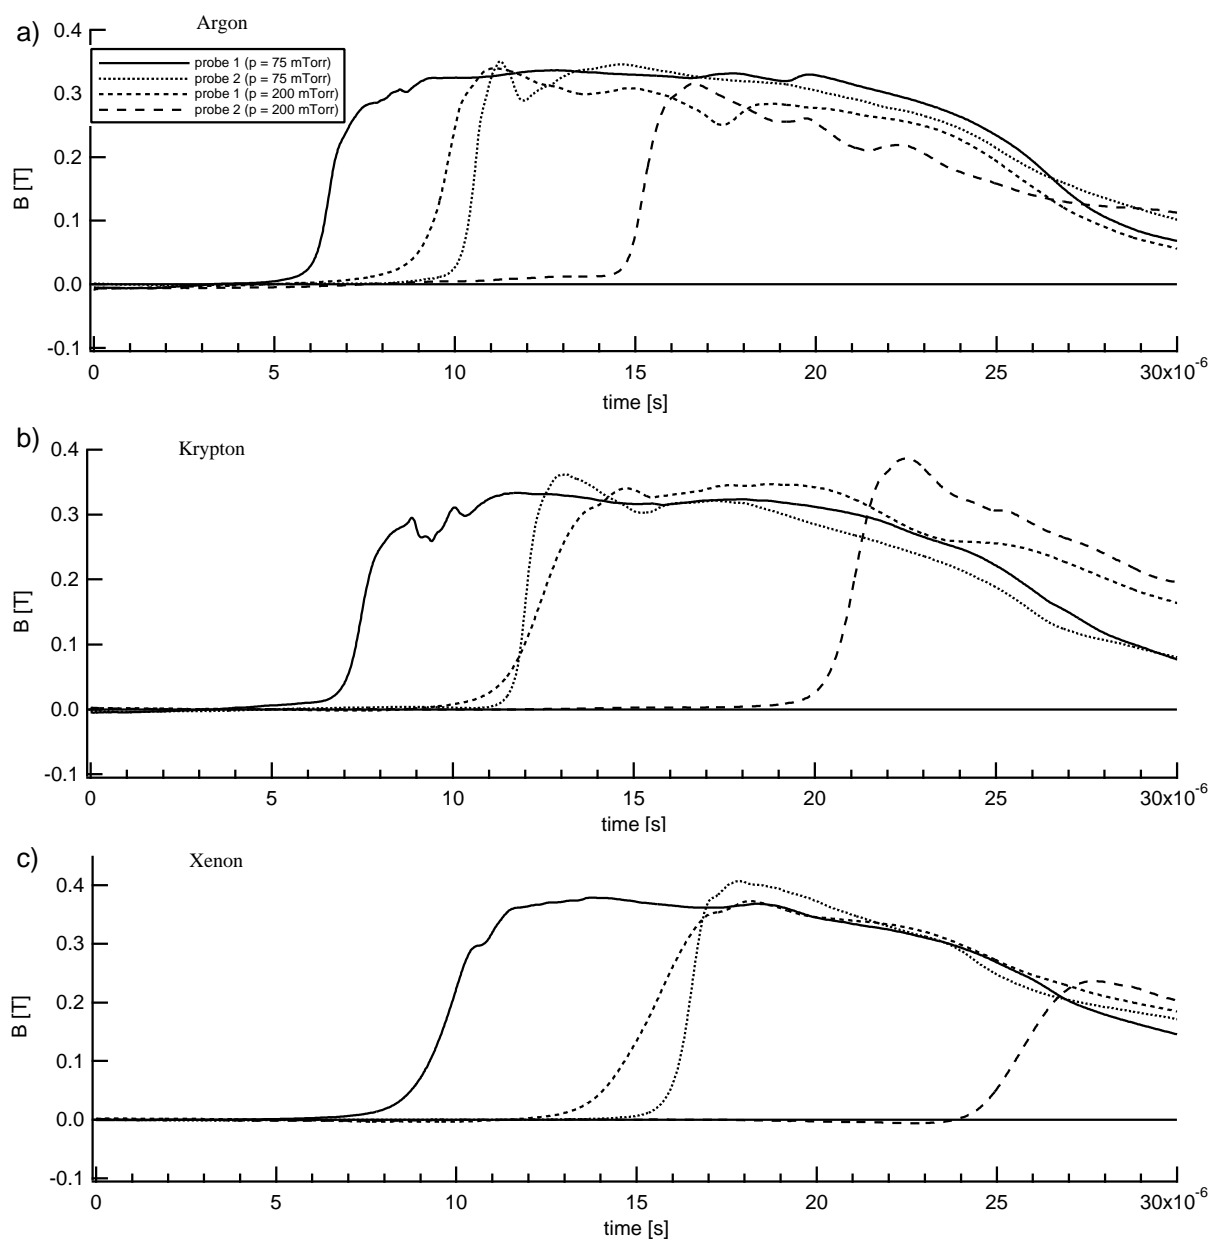 a)
Argon
0.4
probe 1 (p = 75 mTorr)
probe 2 (p = 75 mTorr)
probe 1 (p = 200 mTorr)
probe 2 (p = 200 mTorr)
0.3
0.2
B [T]
0.1
0.0
-0.1
0 5 10 15 20 25 30x10-6
time [s]
b)
Krypton
0.4
0.3
0.2
B [T]
0.1
0.0
-0.1
0 5 10 15 20 25 30x10-6
time [s]
c)
Xenon
0.4
0.3
0.2
B [T]
0.1
0.0
-0.1
0 5 10 15 20 25 30x10-6
time [s]